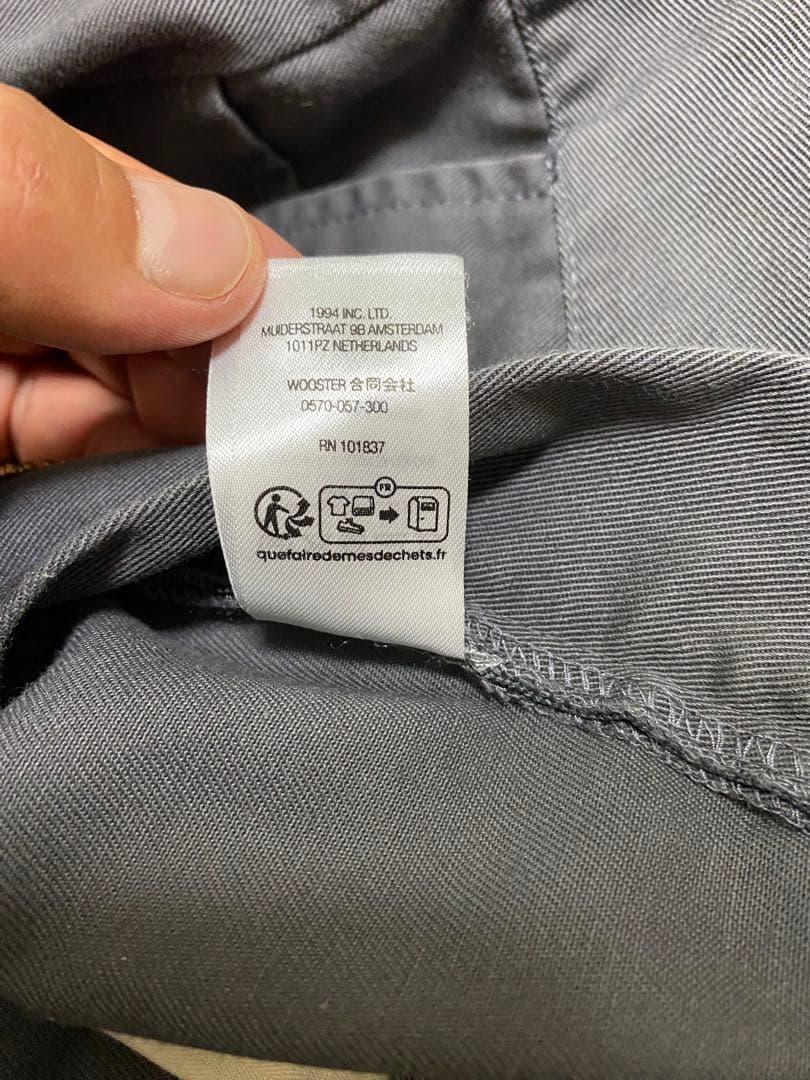 1994 INC. LTD.
MUIDERSTRAAT 9B AMSTERDAM
1011PZ NETHERLANDS
WOOSTER 合同会社
0570-057-300
RN 101837
FR
quefairedemesdechets.fr